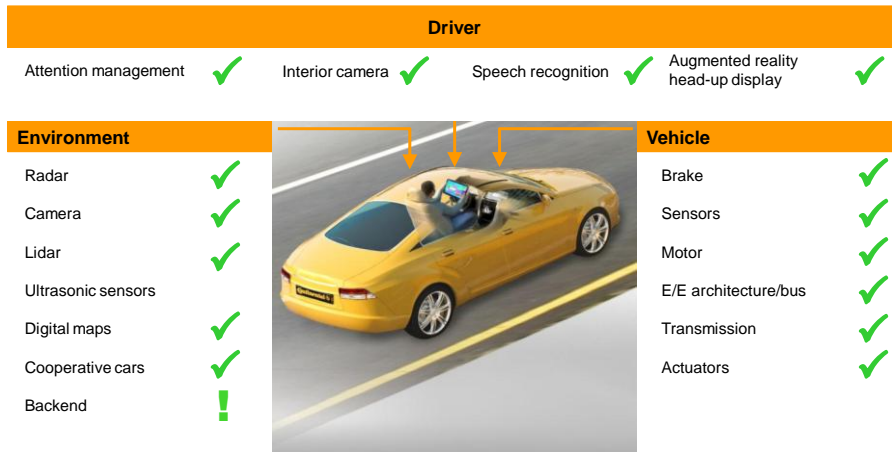 Driver
Attention management
Interior camera
Speech recognition
Augmented reality
head-up display
Environment
Radar
Camera
Lidar
Ultrasonic sensors
Digital maps
Cooperative cars
Backend
Continental
Vehicle
Brake
Sensors
Motor
E/E architecture/bus
Transmission
Actuators